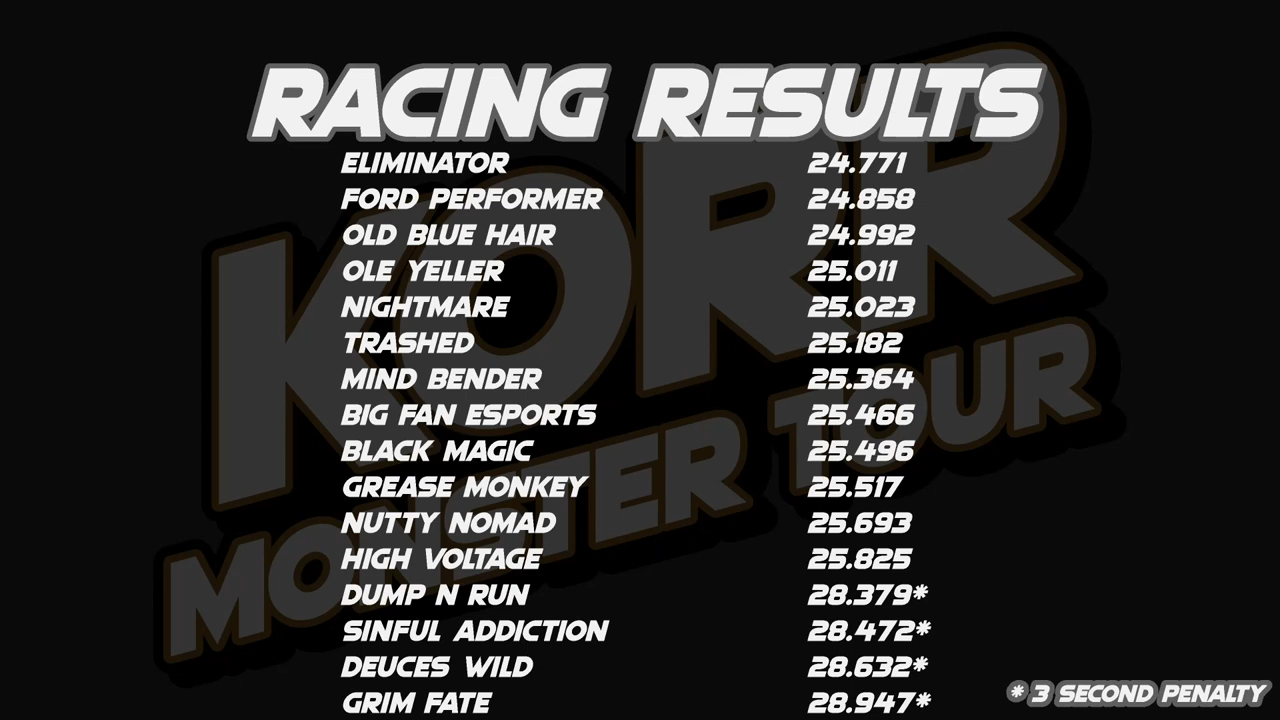 RACING RESULTS
ELIMINATOR 24.771
FORD PERFORMER 24.858
OLD BLUE HAIR 24.992
OLE YELLER 25.011
NIGHTMARE 25.023
TRASHED 25.182
MIND BENDER 25.364
BIG FAN ESPORTS 25.466
BLACK MAGIC 25.496
GREASE MONKEY 25.517
NUTTY NOMAD 25.693
HIGH VOLTAGE 25.825
DUMP N RUN 28.379*
SINFUL ADDICTION 28.472*
DEUCES WILD 28.632*
GRIM FATE 28.947*
* 3 SECOND PENALTY
KORR
MONSTER TOUR